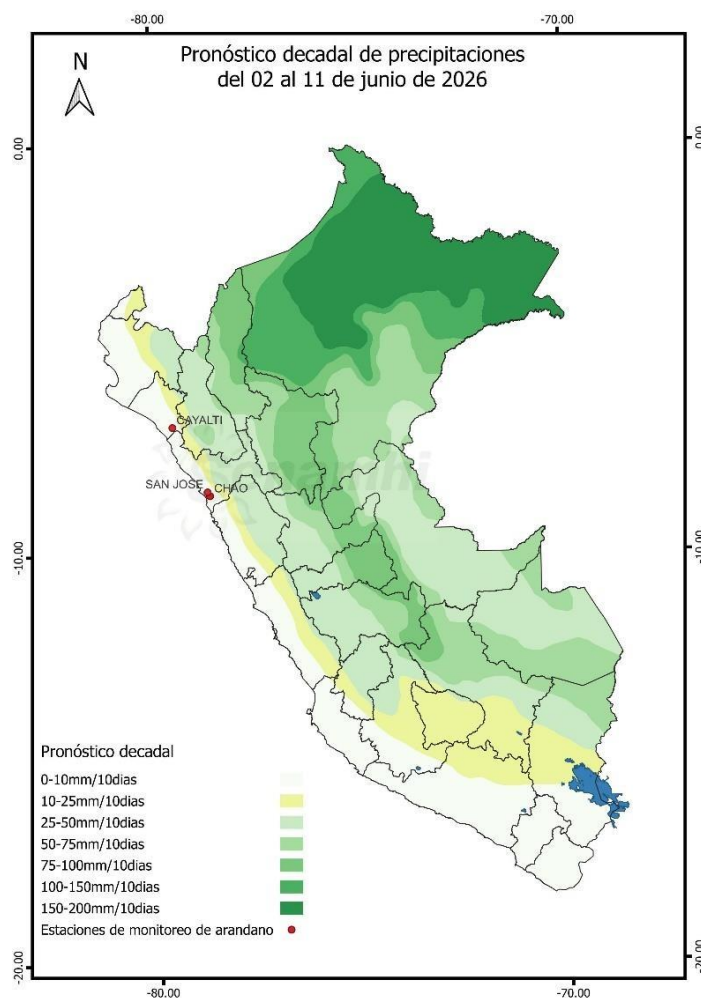 -80.00
-70.00
Pronóstico decadal de precipitaciones
del 02 al 11 de junio de 2026
N
0.00
0.00
CAYALTI
SAN JOSE
CHAO
senamhi
-10.00
-10.00
Pronóstico decadal
0-10mm/10dias
10-25mm/10dias
25-50mm/10dias
50-75mm/10dias
75-100mm/10dias
100-150mm/10dias
150-200mm/10dias
Estaciones de monitoreo de arandano
-20.00
-20.00
-80.00
-70.00